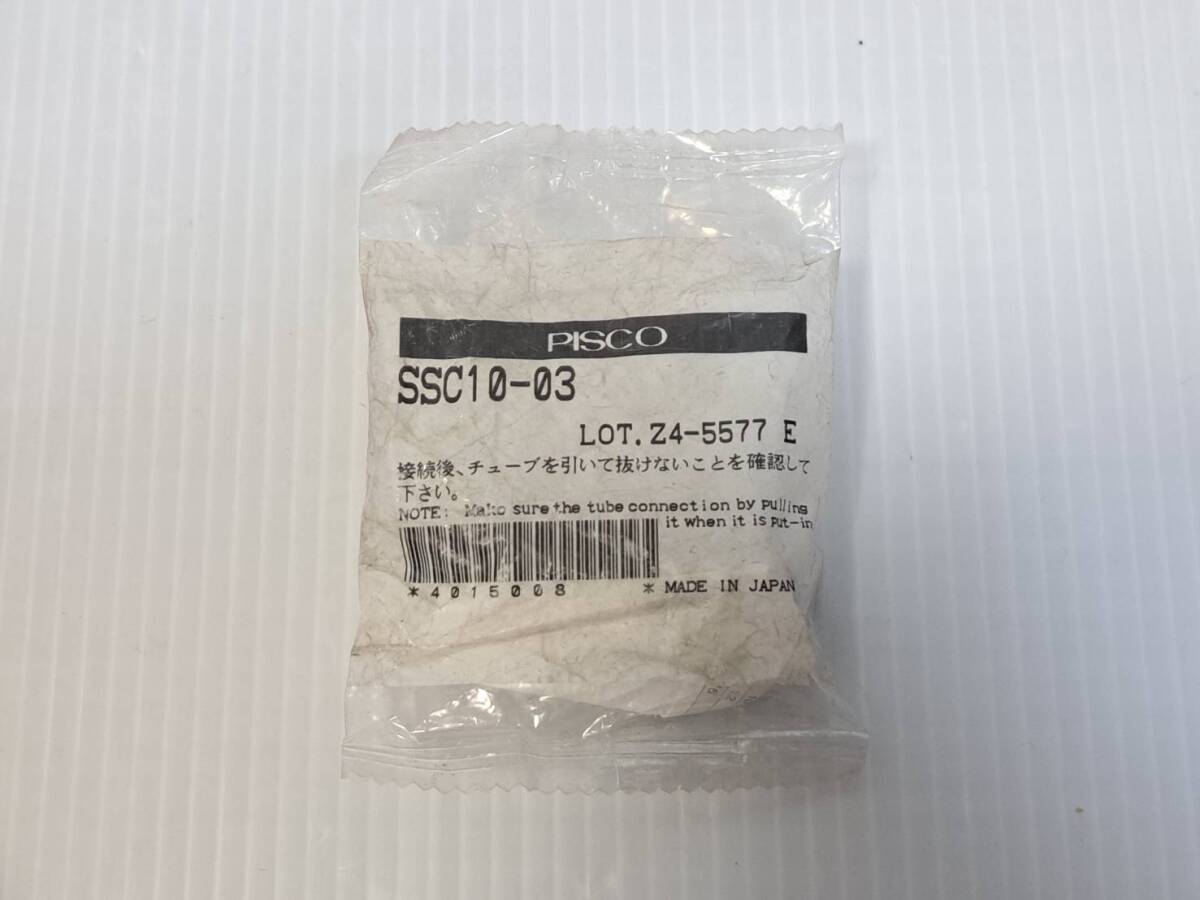 PISCO
SSC10-03
LOT. Z4-5577 E
接続後、チューブを引いて抜けないことを確認して
下さい。
NOTE: Make sure the tube connection by pulling
it when it is put-in
*4015008 * MADE IN JAPAN